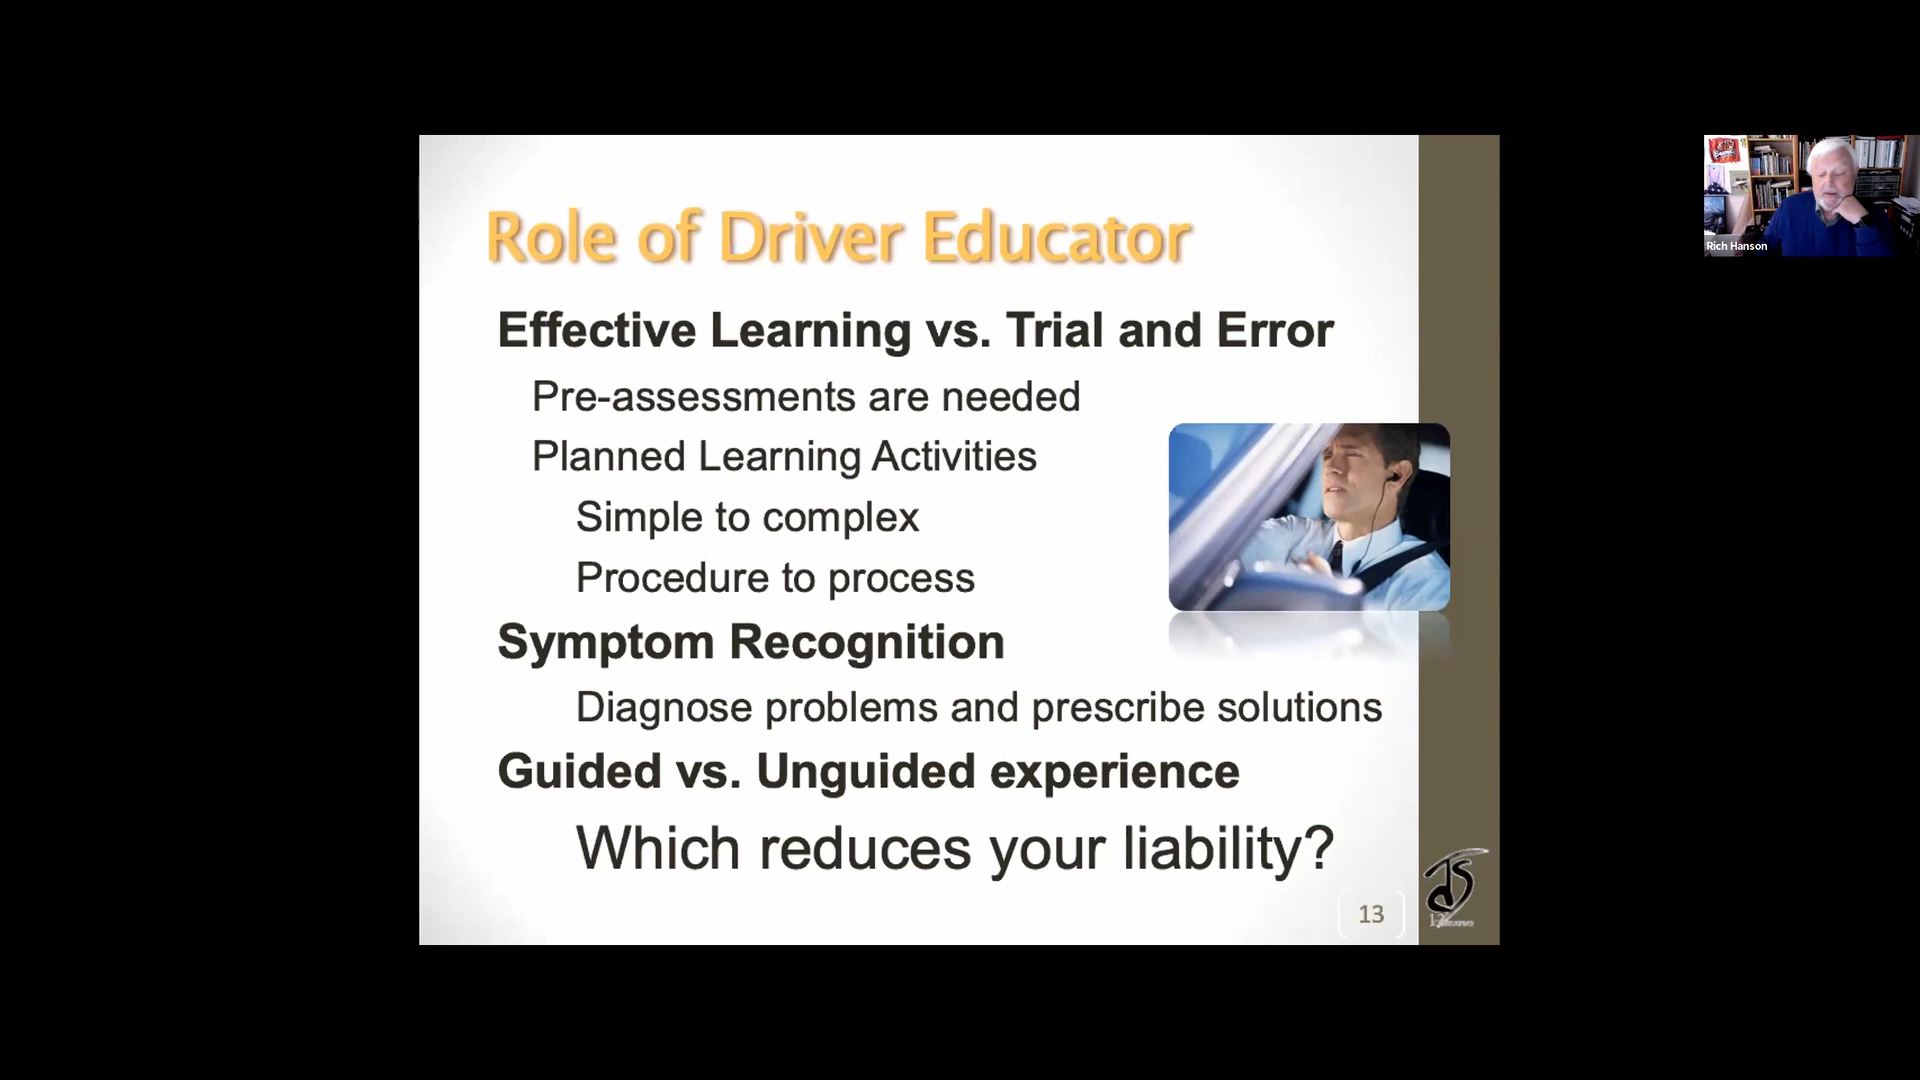 Role of Driver Educator
Effective Learning vs. Trial and Error
Pre-assessments are needed
Planned Learning Activities
Simple to complex
Procedure to process
Symptom Recognition
Diagnose problems and prescribe solutions
Guided vs. Unguided experience
Which reduces your liability?
13
Rich Hanson